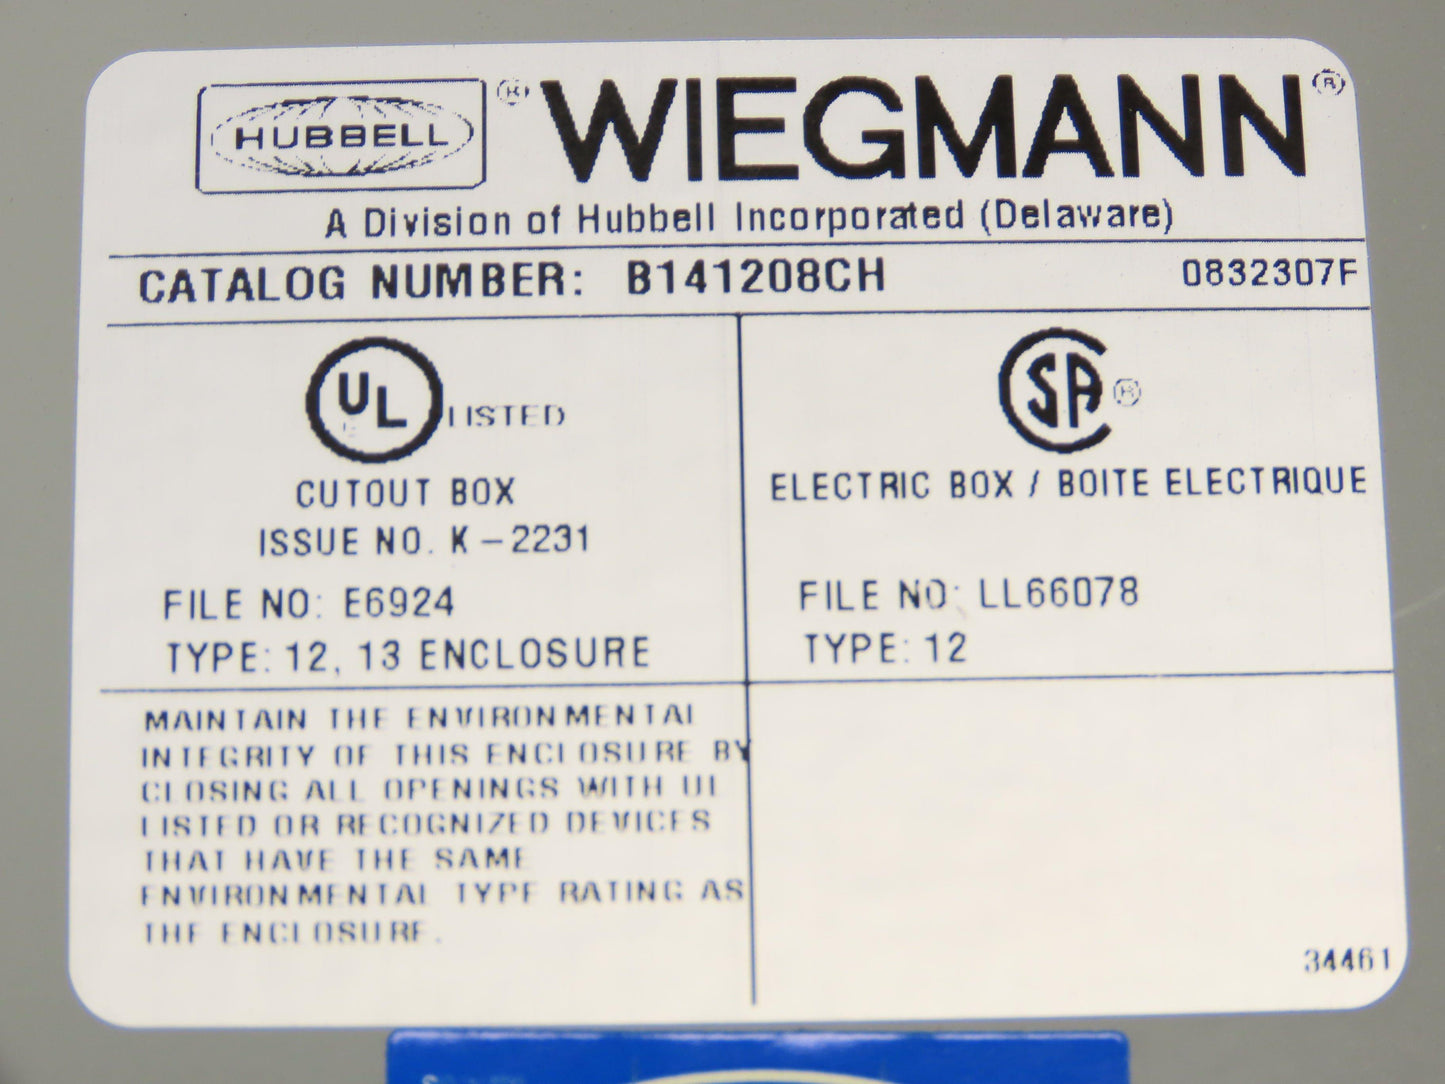 HUBBELL ® WIEGMANN ®
A Division of Hubbell Incorporated (Delaware)
CATALOG NUMBER: B141208CH 0832307F
UL LISTED
CUTOUT BOX
ISSUE NO. K-2231
FILE NO: E6924
TYPE: 12, 13 ENCLOSURE
SA ®
ELECTRIC BOX / BOITE ELECTRIQUE
FILE NO: LL66078
TYPE: 12
MAINTAIN THE ENVIRONMENTAL
INTEGRITY OF THIS ENCLOSURE BY
CLOSING ALL OPENINGS WITH UL
LISTED OR RECOGNIZED DEVICES
THAT HAVE THE SAME
ENVIRONMENTAL TYPE RATING AS
THE ENCLOSURE.
34461